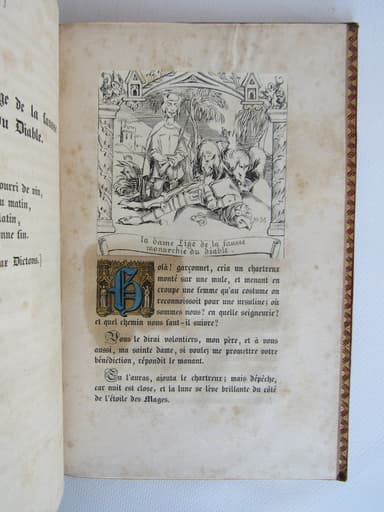 ge de la fausse
du Diable.
ourri de vin,
u matin,
latin,
nne fin.
ar Dictons.]
la dame Lige de la fausse
monarchie du diable.
Holà! garçonnet, cria un chartreux
monté sur une mule, et menant en
croupe une femme qu'au costume on
reconnoissoit pour une ursuline; où
sommes nous? en quelle seigneurie?
et quel chemin nous faut-il suivre?
Vous le dirai volontiers, mon père, et à vous
aussi, ma sainte dame, si voulez me promettre votre
bénédiction, répondit le manant.
Tu l'auras, ajouta le chartreux; mais dépêche,
car nuit est close, et la lune se lève brillante du côté
de l'étoile des Mages.